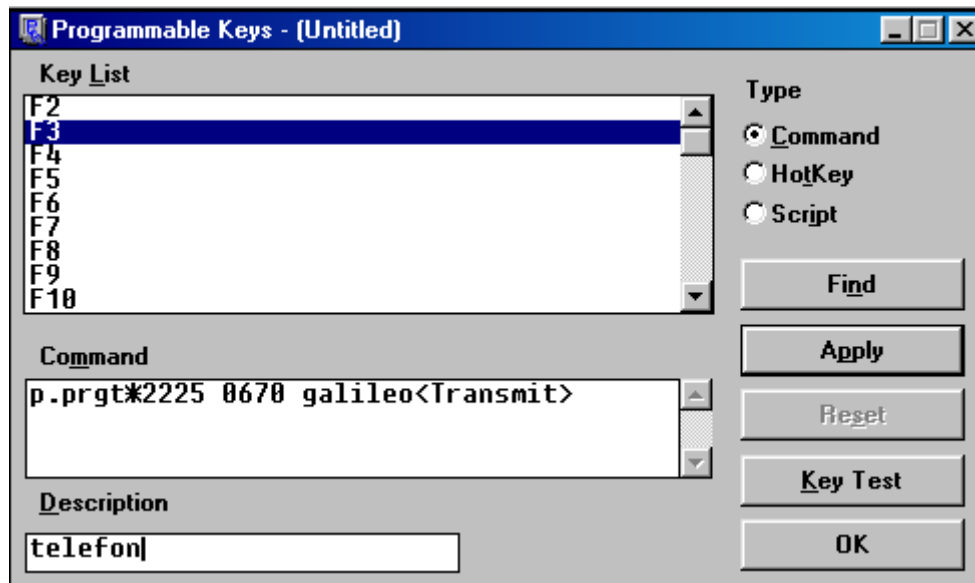 Programmable Keys - (Untitled)
Key List
F2
F3
F4
F5
F6
F7
F8
F9
F10
Type
Command
HotKey
Script
Find
Apply
Reset
Key Test
OK
Command
p.prgt*2225 0670 galileo<Transmit>
Description
telefon